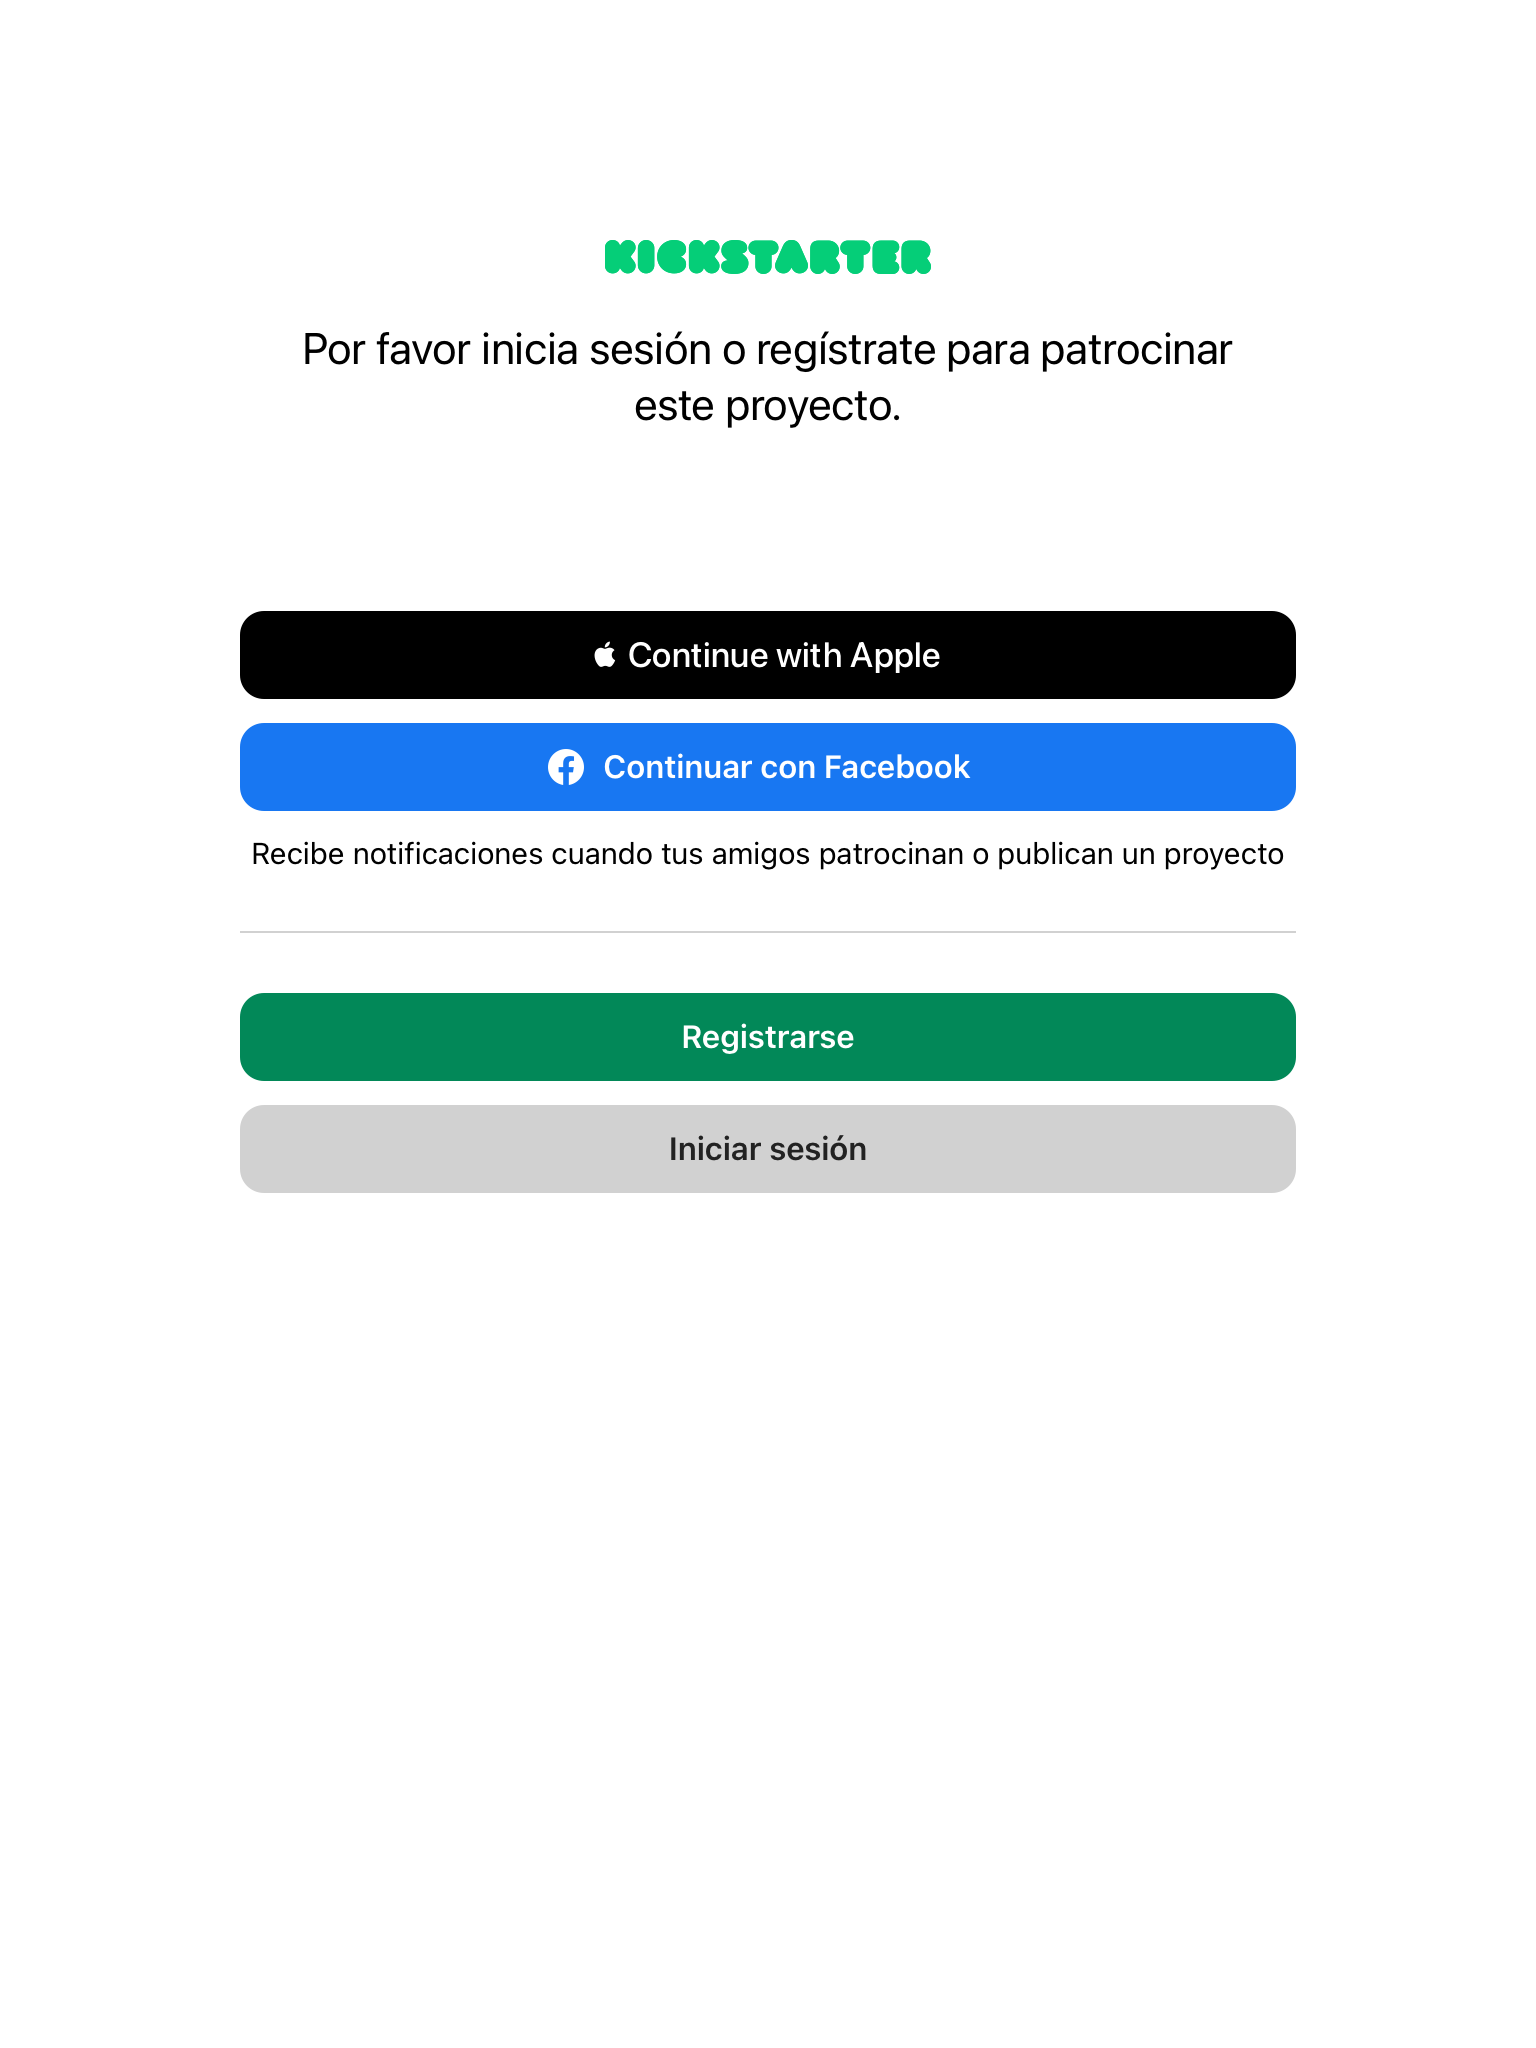 KICKSTARTER
Por favor inicia sesión o regístrate para patrocinar
este proyecto.
Continue with Apple
Continuar con Facebook
Recibe notificaciones cuando tus amigos patrocinan o publican un proyecto
Registrarse
Iniciar sesión